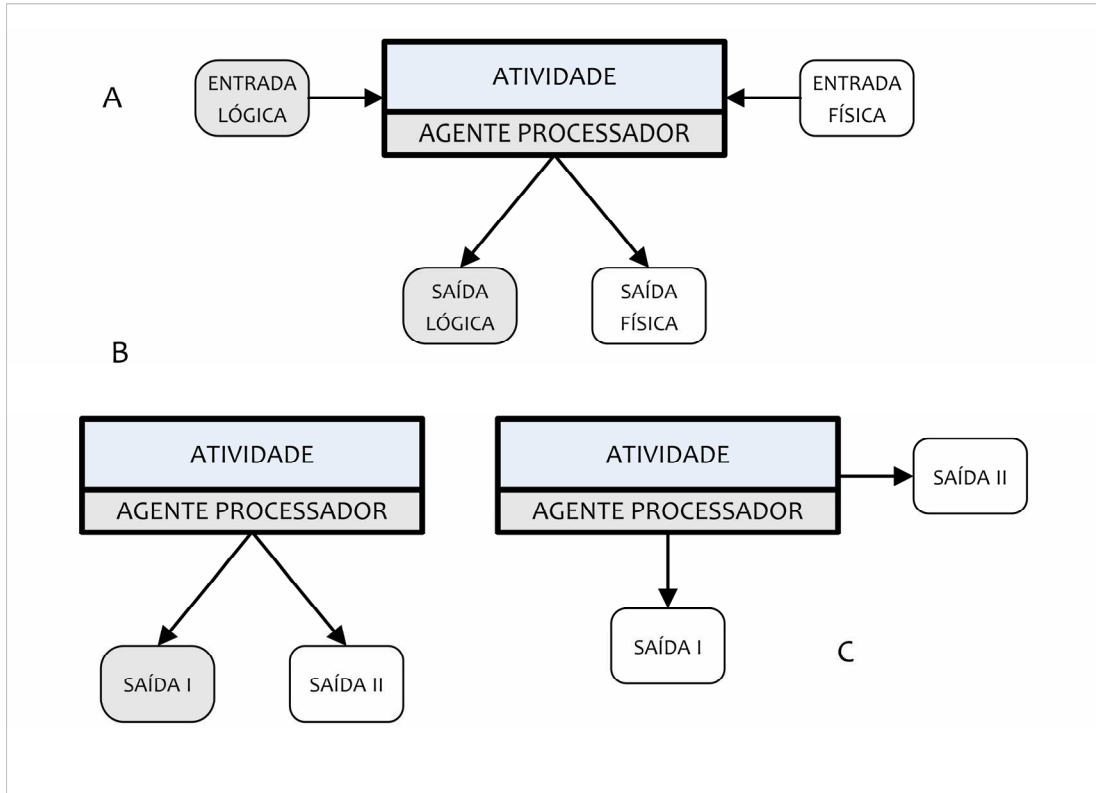 A
ENTRADA
LÓGICA
ATIVIDADE
AGENTE PROCESSADOR
ENTRADA
FÍSICA
SAÍDA
LÓGICA
SAÍDA
FÍSICA
B
ATIVIDADE
AGENTE PROCESSADOR
SAÍDA I
SAÍDA II
ATIVIDADE
AGENTE PROCESSADOR
SAÍDA II
SAÍDA I
C